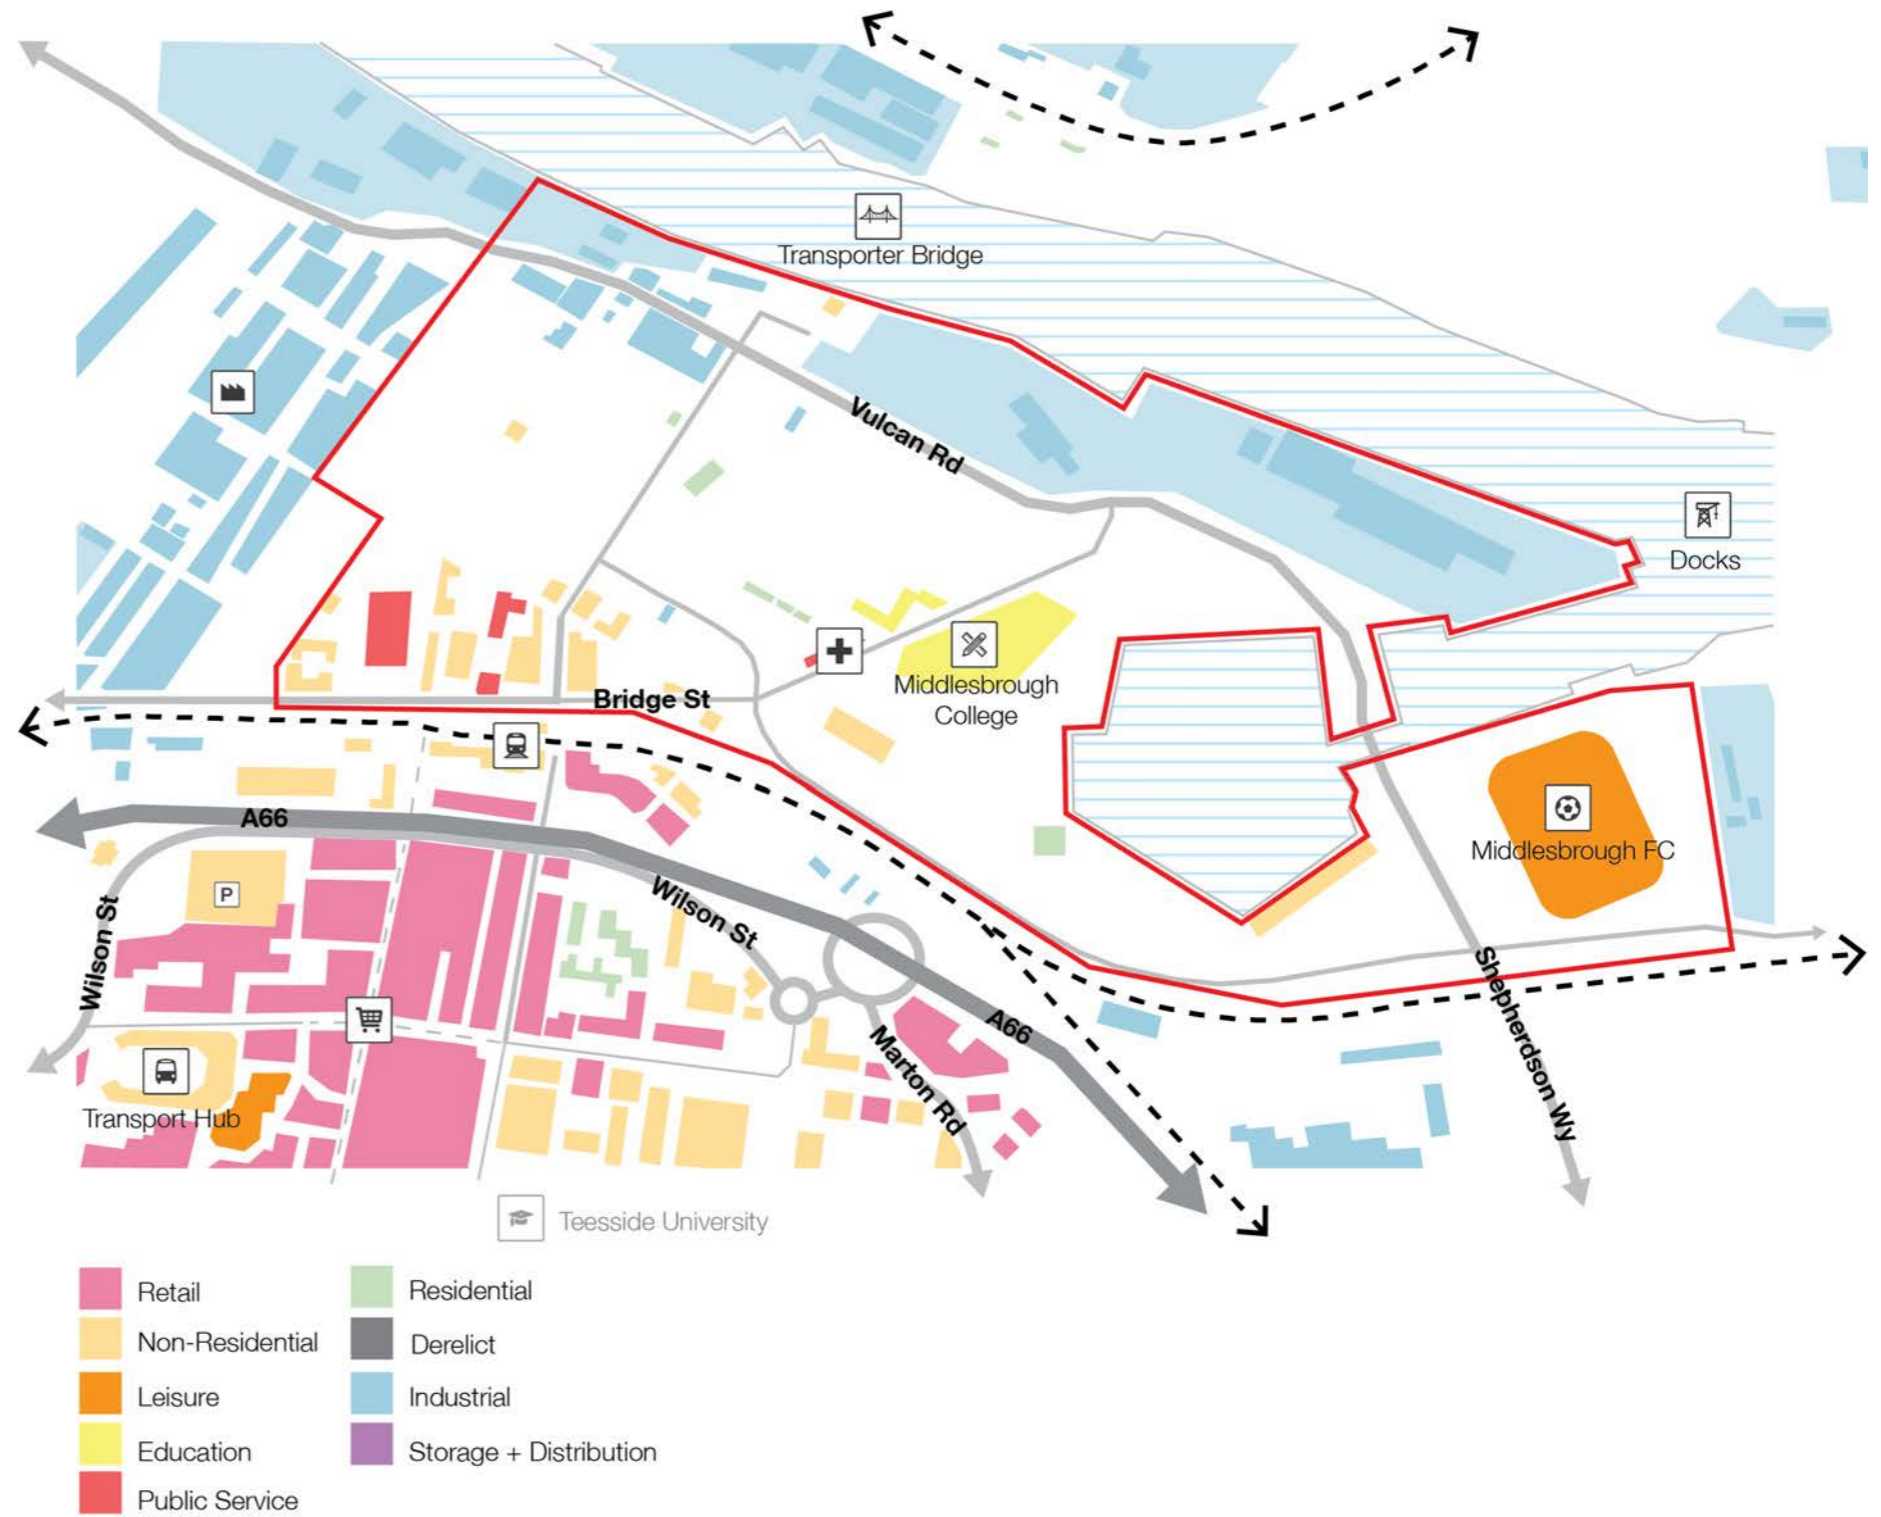 Transporter Bridge
Vulcan Rd
Docks
Middlesbrough
College
Bridge St
A66
Middlesbrough FC
P
Wilson St
Wilson St
A66
Shepherdson Wy
Marton Rd
Transport Hub
Teesside University
Retail
Residential
Non-Residential
Derelict
Leisure
Industrial
Education
Storage + Distribution
Public Service